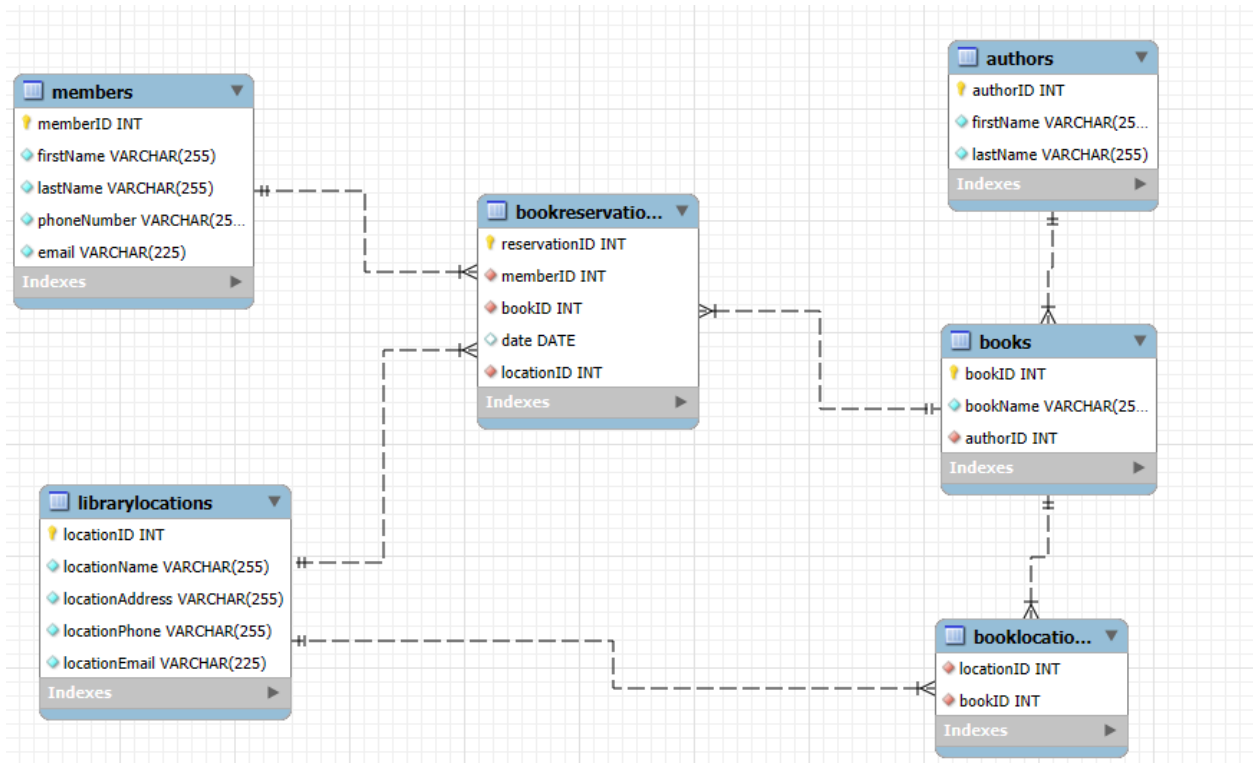 members
memberID INT
firstName VARCHAR(255)
lastName VARCHAR(255)
phoneNumber VARCHAR(25...
email VARCHAR(225)
Indexes
bookreservatio...
reservationID INT
memberID INT
bookID INT
date DATE
locationID INT
Indexes
authors
authorID INT
firstName VARCHAR(25...
lastName VARCHAR(255)
Indexes
books
bookID INT
bookName VARCHAR(25...
authorID INT
Indexes
librarylocations
locationID INT
locationName VARCHAR(255)
locationAddress VARCHAR(255)
locationPhone VARCHAR(255)
locationEmail VARCHAR(225)
Indexes
booklocatio...
locationID INT
bookID INT
Indexes